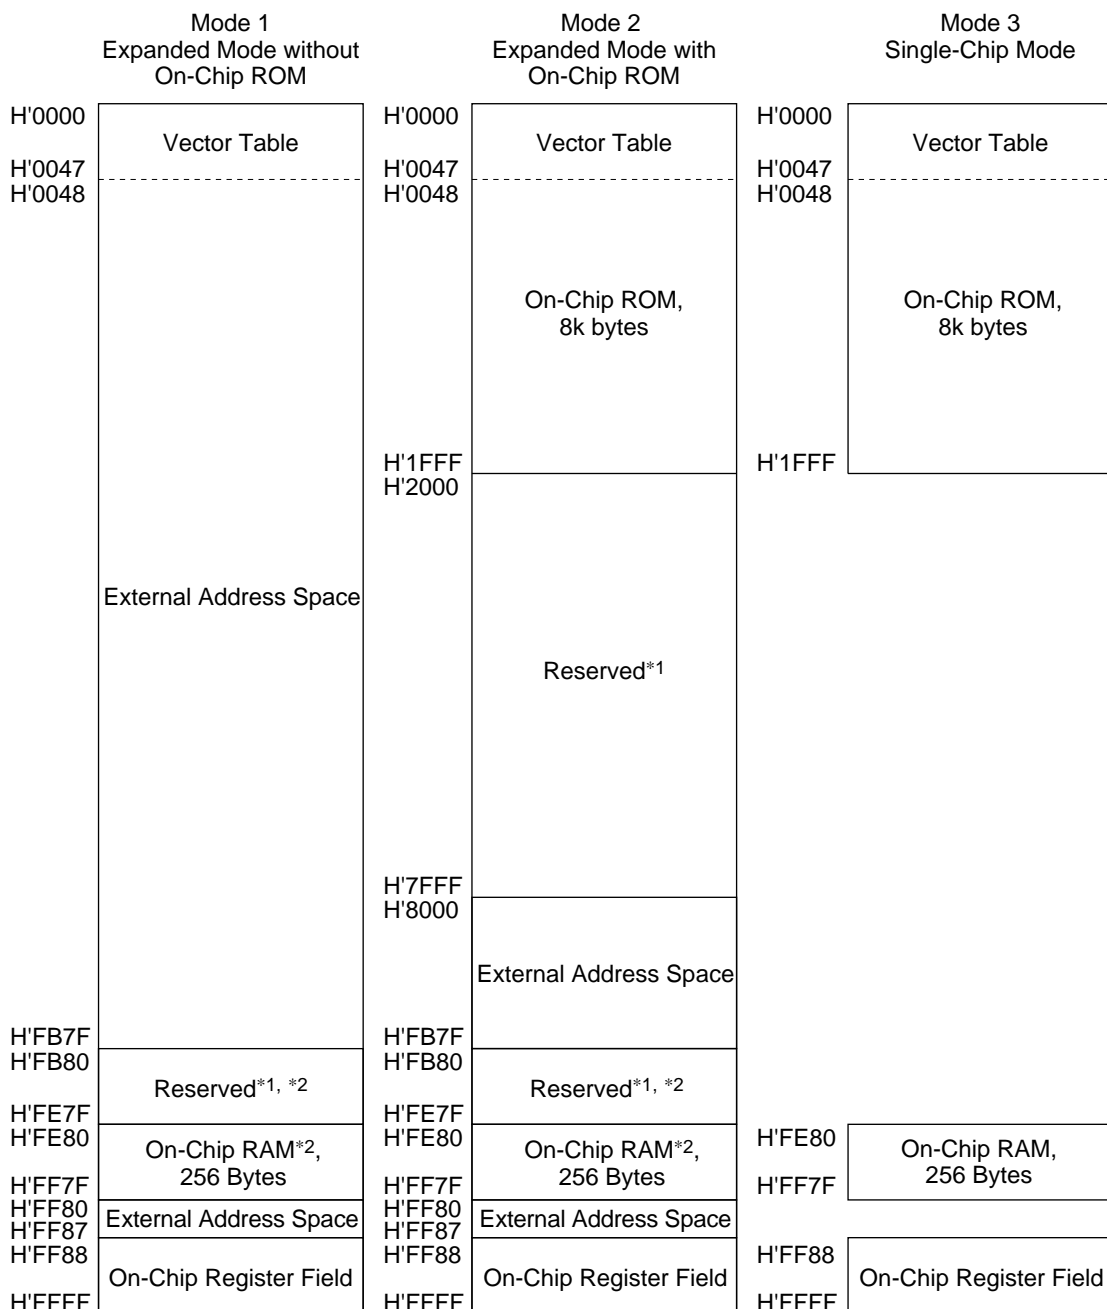 Mode 1
Expanded Mode without
On-Chip ROM
Mode 2
Expanded Mode with
On-Chip ROM
Mode 3
Single-Chip Mode
H'0000
Vector Table
H'0047
H'0048
External Address Space
H'FB7F
H'FB80
Reserved*1, *2
H'FE7F
H'FE80
On-Chip RAM*2,
256 Bytes
H'FF7F
H'FF80
External Address Space
H'FF87
H'FF88
On-Chip Register Field
H'FFFF
H'0000
Vector Table
H'0047
H'0048
On-Chip ROM,
8k bytes
H'1FFF
H'2000
Reserved*1
H'7FFF
H'8000
External Address Space
H'FB7F
H'FB80
Reserved*1, *2
H'FE7F
H'FE80
On-Chip RAM*2,
256 Bytes
H'FF7F
H'FF80
External Address Space
H'FF87
H'FF88
On-Chip Register Field
H'FFFF
H'0000
Vector Table
H'0047
H'0048
On-Chip ROM,
8k bytes
H'1FFF
H'FE80
On-Chip RAM,
256 Bytes
H'FF7F
H'FF88
On-Chip Register Field
H'FFFF